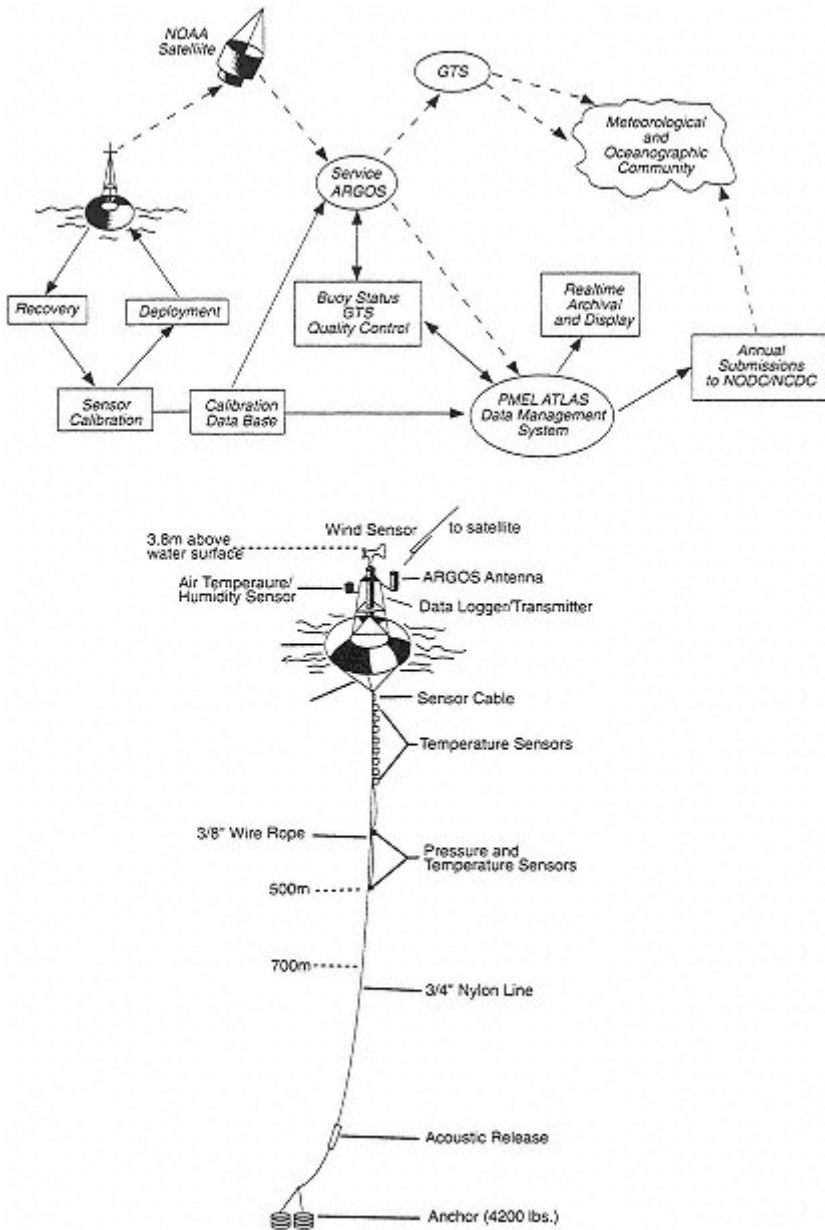 NOAA
Satelliite
GTS
Meteorological
and
Oceanographic
Community
Service
ARGOS
Recovery
Deployment
Buoy Status
GTS
Quality Control
Realtime
Archival
and Display
Annual
Submissions
to NODC/NCDC
Sensor
Calibration
Calibration
Data Base
PMEL ATLAS
Data Management
System
Wind Sensor
to satellite
3.8m above
water surface
ARGOS Antenna
Air Temperaure/
Humidity Sensor
Data Logger/Transmitter
Sensor Cable
Temperature Sensors
3/8" Wire Rope
Pressure and
Temperature Sensors
500m
700m
3/4" Nylon Line
Acoustic Release
Anchor (4200 lbs.)